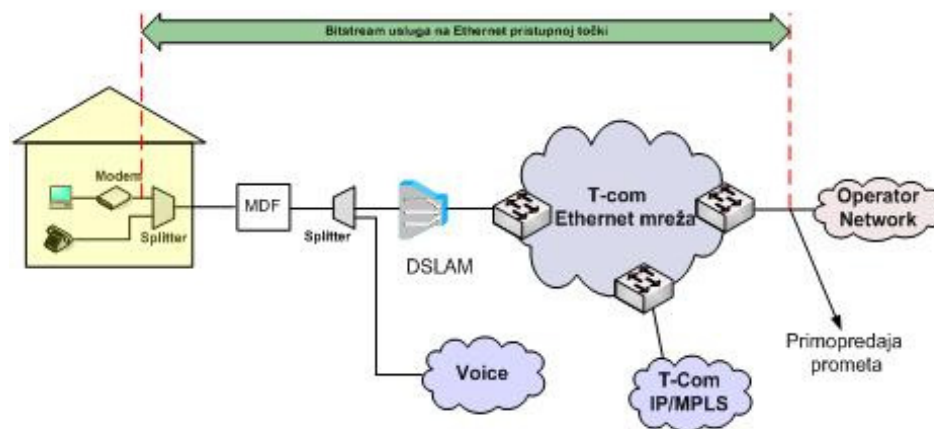 Bitstream usluga na Ethernet pristupnoj točki
Modem
Splitter
MDF
Splitter
DSLAM
T-com
Ethernet mreža
Operator
Network
Primopredaja
prometa
Voice
T-Com
IP/MPLS